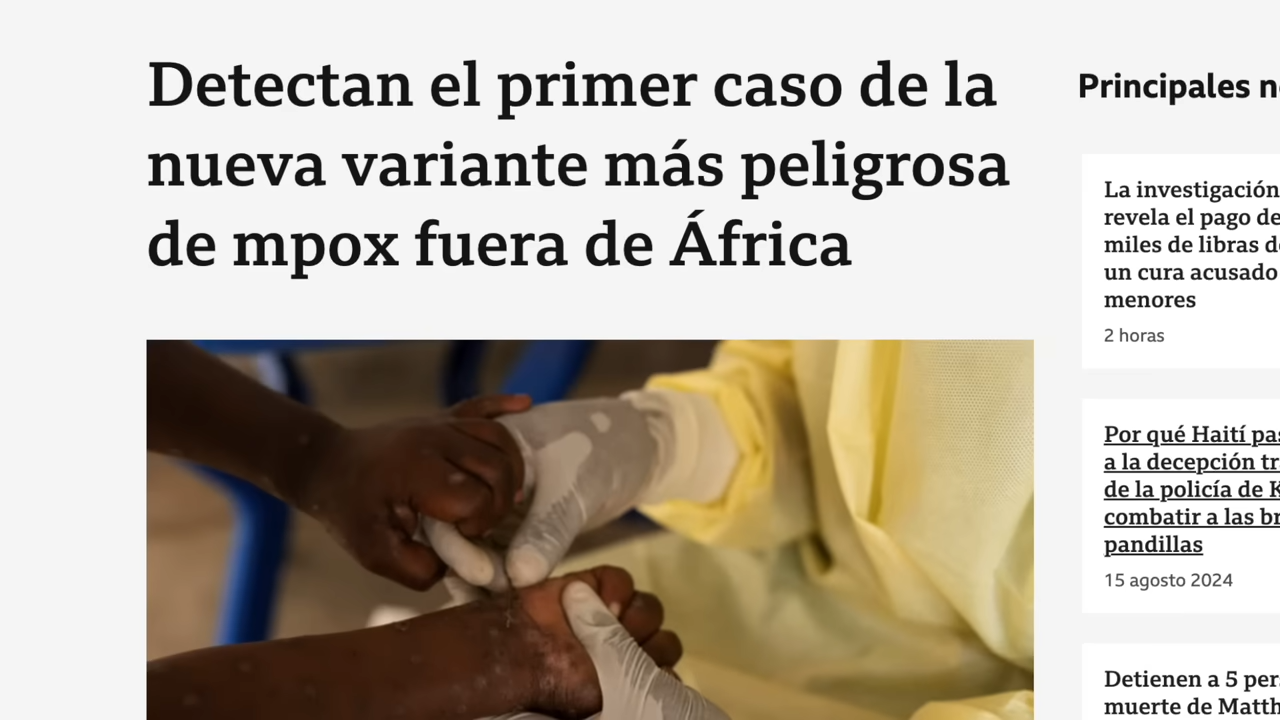 Detectan el primer caso de la
nueva variante más peligrosa
de mpox fuera de África
Principales
La investigación
revela el pago de
miles de libras
un cura acusado
menores
2 horas
Por qué Haití
a la decepción
de la policía de
combatir a las
pandillas
15 agosto 2024
Detienen a 5
muerte de